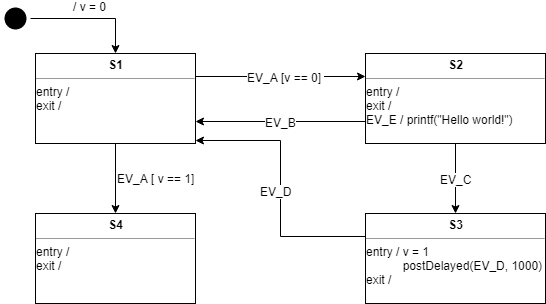 / v = 0
S1
entry /
exit /
EV_A [v == 0]
S2
entry /
exit /
EV_E / printf("Hello world!")
EV_B
EV_A [ v == 1]
EV_D
EV_C
S4
entry /
exit /
S3
entry / v = 1
postDelayed(EV_D, 1000)
exit /